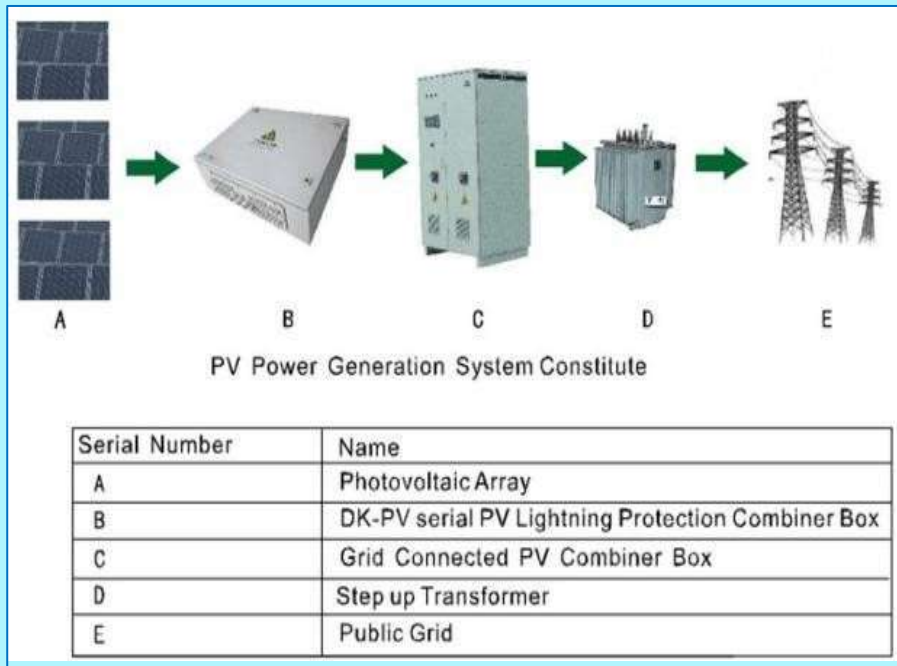 A B C D E
PV Power Generation System Constitute
Serial Number Name
A Photovoltaic Array
B DK-PV serial PV Lightning Protection Combiner Box
C Grid Connected PV Combiner Box
D Step up Transformer
E Public Grid